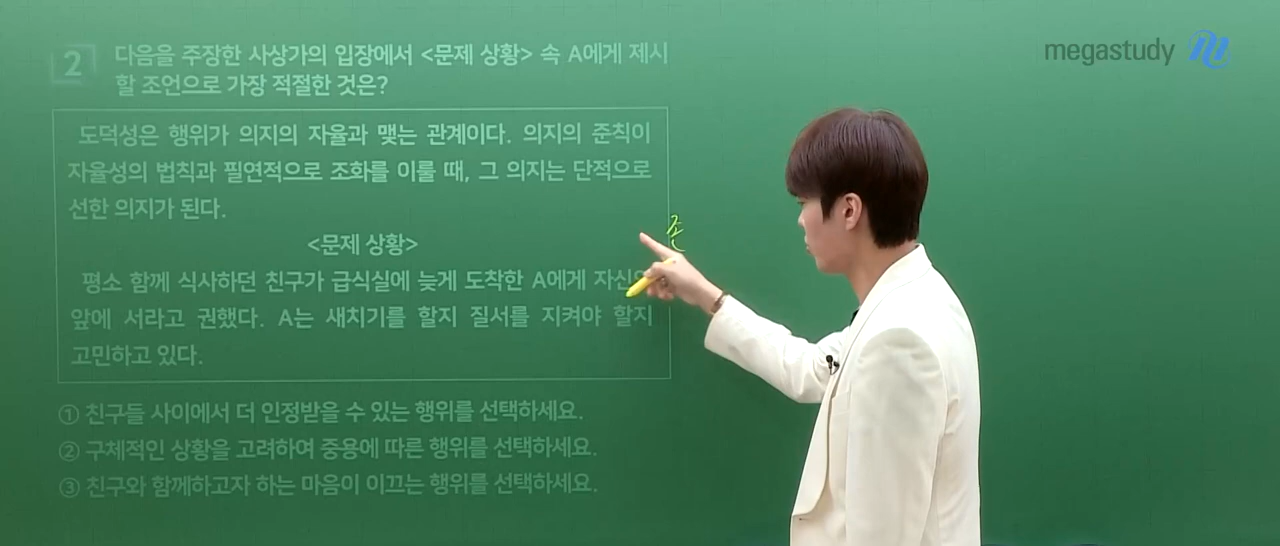 megastudy
2 다음을 주장한 사상가의 입장에서 <문제 상황> 속 A에게 제시
할 조언으로 가장 적절한 것은?
도덕성은 행위가 의지의 자율과 맺는 관계이다. 의지의 준칙이
자율성의 법칙과 필연적으로 조화를 이룰 때, 그 의지는 단적으로
선한 의지가 된다.
<문제 상황>
평소 함께 식사하던 친구가 급식실에 늦게 도착한 A에게
앞에 서라고 권했다. A는 새치기를 할지 질서를 지켜야 할지
고민하고 있다.
① 친구들 사이에서 더 인정받을 수 있는 행위를 선택하세요.
② 구체적인 상황을 고려하여 중용에 따른 행위를 선택하세요.
③ 친구와 함께하고자 하는 마음이 이끄는 행위를 선택하세요.